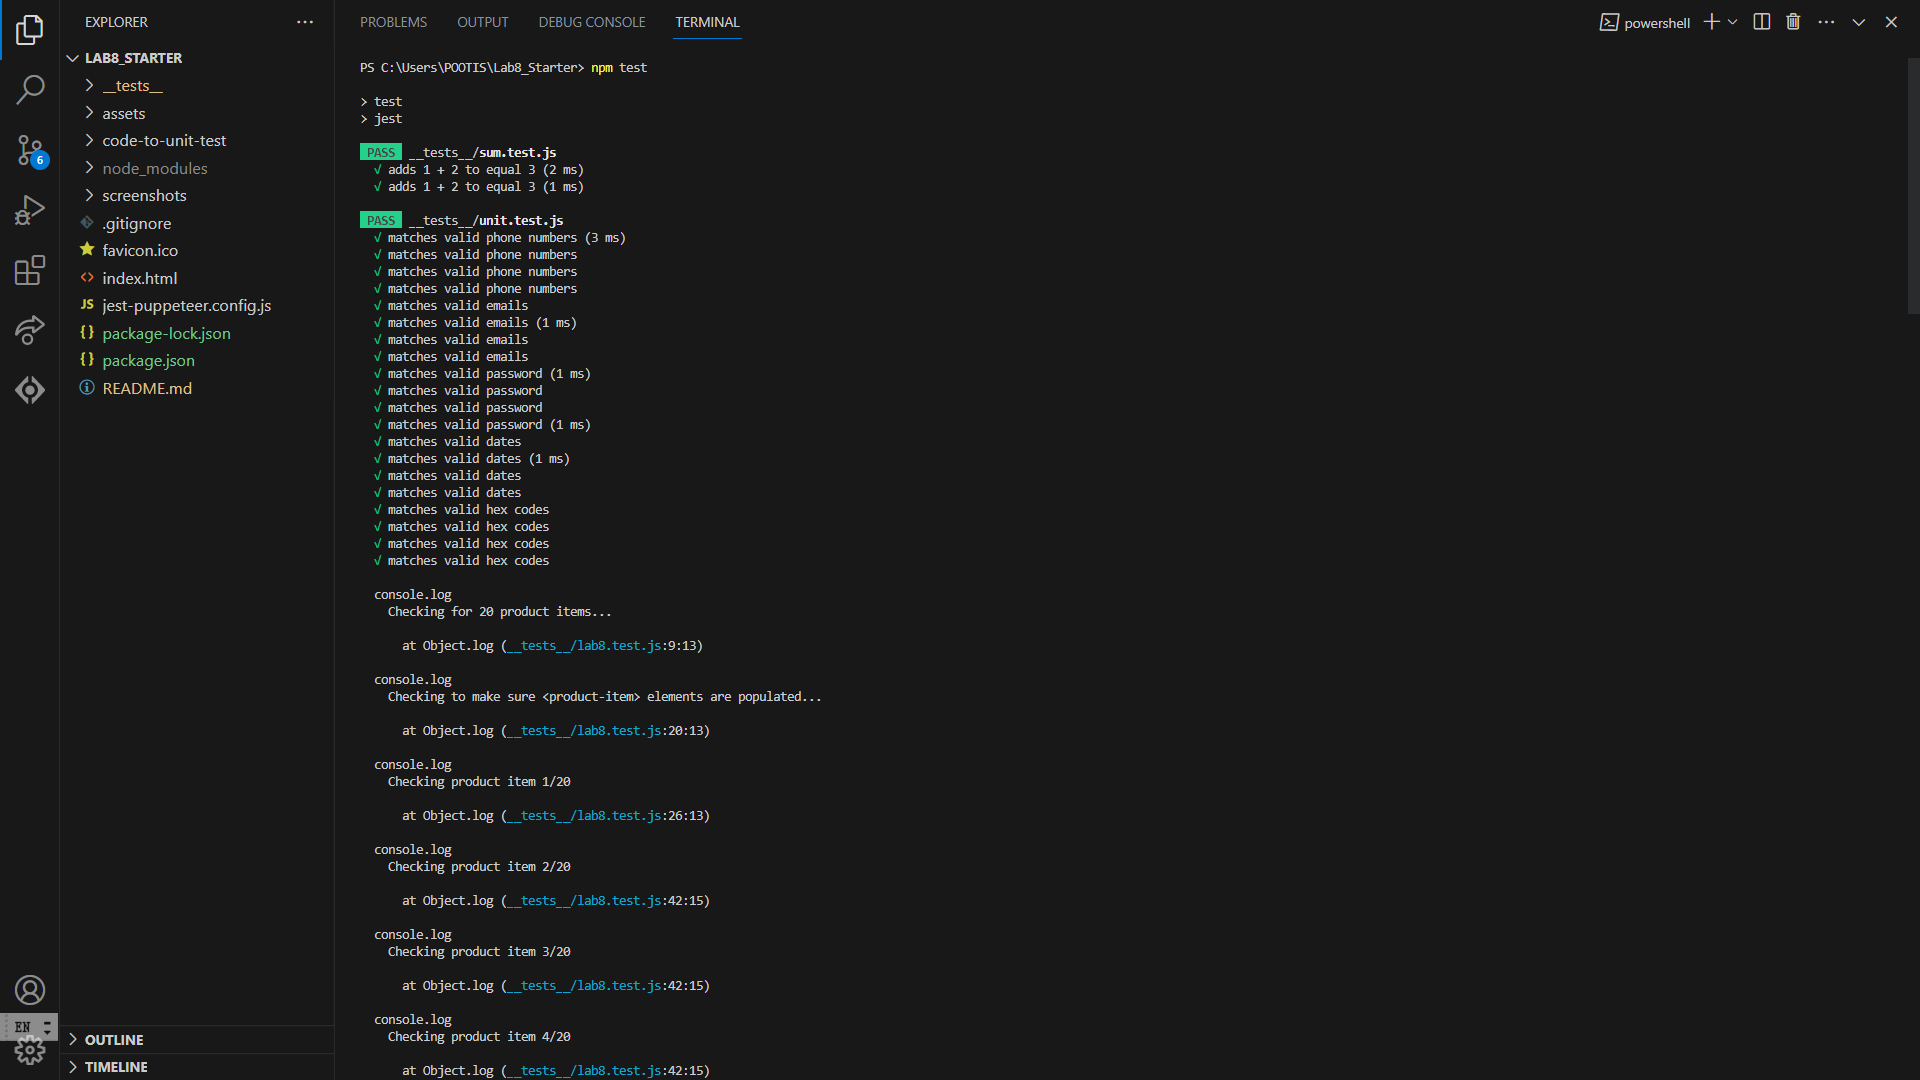 EXPLORER
LAB8_STARTER
__tests__
assets
code-to-unit-test
node_modules
screenshots
.gitignore
favicon.ico
index.html
JS jest-puppeteer.config.js
{} package-lock.json
{} package.json
README.md
6
EN
OUTLINE
TIMELINE
PROBLEMS OUTPUT DEBUG CONSOLE TERMINAL
powershell
PS C:\Users\POOTIS\Lab8_Starter> npm test
> test
> jest
PASS __tests__/sum.test.js
√ adds 1 + 2 to equal 3 (2 ms)
√ adds 1 + 2 to equal 3 (1 ms)
PASS __tests__/unit.test.js
√ matches valid phone numbers (3 ms)
√ matches valid phone numbers
√ matches valid phone numbers
√ matches valid phone numbers
√ matches valid emails
√ matches valid emails (1 ms)
√ matches valid emails
√ matches valid emails
√ matches valid password (1 ms)
√ matches valid password
√ matches valid password
√ matches valid password (1 ms)
√ matches valid dates
√ matches valid dates (1 ms)
√ matches valid dates
√ matches valid dates
√ matches valid hex codes
√ matches valid hex codes
√ matches valid hex codes
√ matches valid hex codes
console.log
Checking for 20 product items...
at Object.log (__tests__/lab8.test.js:9:13)
console.log
Checking to make sure <product-item> elements are populated...
at Object.log (__tests__/lab8.test.js:20:13)
console.log
Checking product item 1/20
at Object.log (__tests__/lab8.test.js:26:13)
console.log
Checking product item 2/20
at Object.log (__tests__/lab8.test.js:42:15)
console.log
Checking product item 3/20
at Object.log (__tests__/lab8.test.js:42:15)
console.log
Checking product item 4/20
at Object.log (__tests__/lab8.test.js:42:15)